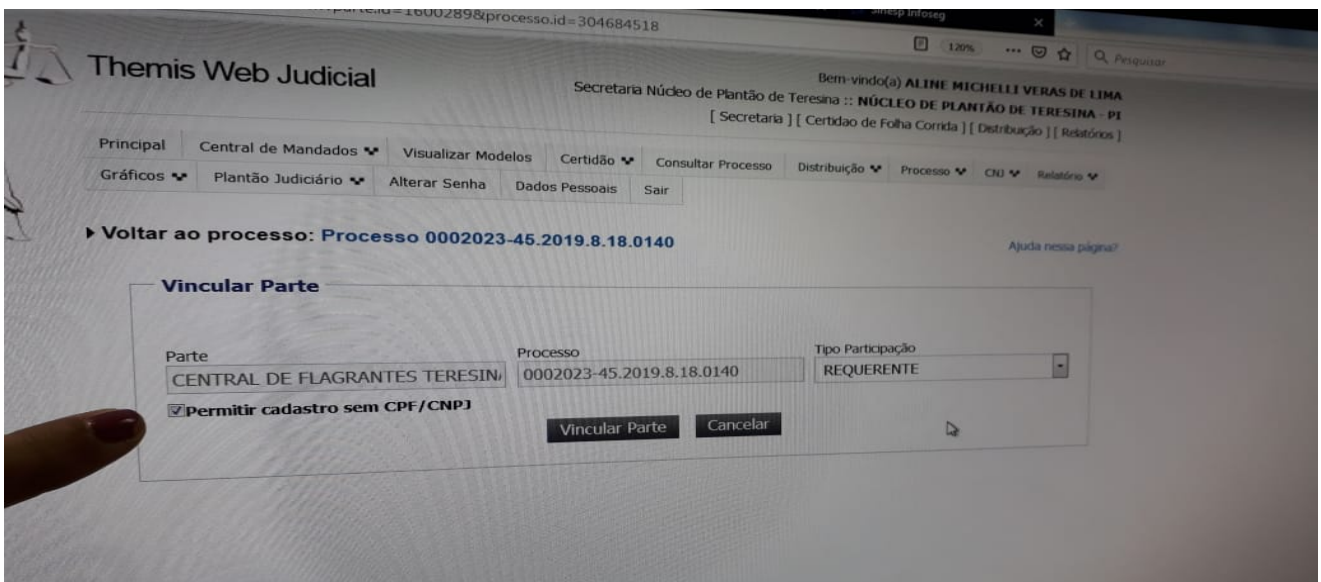 processo.id=304684518
Infoseg
120%
Pesquisar
Themis Web Judicial
Bem-vindo(a) ALINE MICHELLI VERAS DE LIMA
Secretaria Núcleo de Plantão de Teresina :: NÚCLEO DE PLANTÃO DE TERESINA - PI
[ Secretaria ] [ Certidao de Folha Corrida ] [ Distribuição ] [ Relatórios ]
Principal Central de Mandados Visualizar Modelos Certidão Consultar Processo Distribuição Processo CNJ Relatório
Gráficos Plantão Judiciário Alterar Senha Dados Pessoais Sair
Voltar ao processo: Processo 0002023-45.2019.8.18.0140
Ajuda nessa página?
Vincular Parte
Parte Processo Tipo Participação
CENTRAL DE FLAGRANTES TERESINA 0002023-45.2019.8.18.0140 REQUERENTE
Permitir cadastro sem CPF/CNPJ
Vincular Parte Cancelar